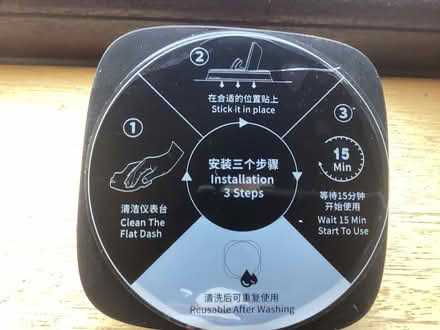 ②
在合适的位置贴上
Stick it in place
①
清洁仪表台
Clean The
Flat Dash
安装三个步骤
Installation
3 Steps
③
15
Min
等待15分钟
开始使用
Wait 15 Min
Start To Use
清洗后可重复使用
Reusable After Washing